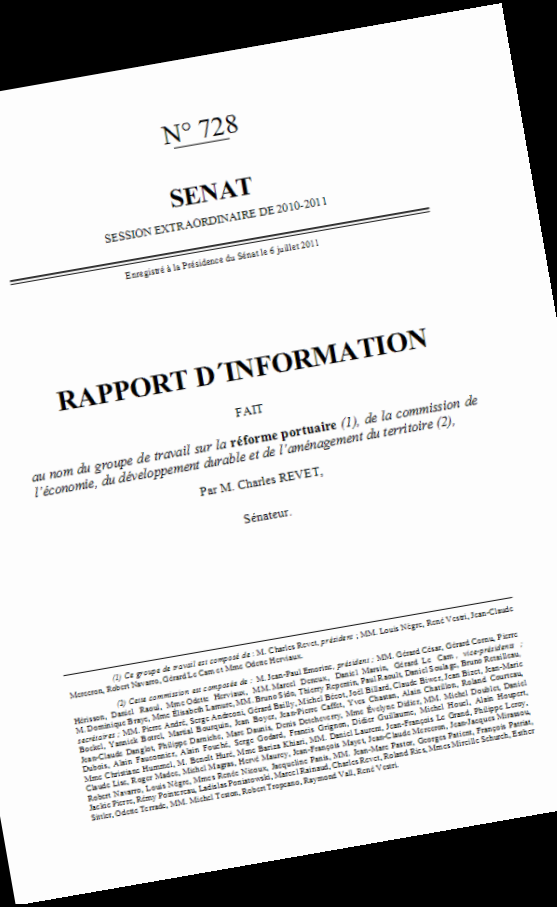 N° 728
SENAT
SESSION EXTRAORDINAIRE DE 2010-2011
Enregistré à la Présidence du Sénat le 6 juillet 2011
RAPPORT D´INFORMATION
FAIT
au nom du groupe de travail sur la réforme portuaire (1), de la commission de
l’économie, du développement durable et de l’aménagement du territoire (2),
Par M. Charles REVET,
Sénateur.
(1) Ce groupe de travail est composé de : M. Charles Revet, président ; MM. Louis Nègre, René Vestri, Jean-Claude
Merceron, Robert Navarro, Gérard Le Cam et Mme Odette Herviaux.
(2) Cette commission est composée de : M. Jean-Paul Emorine, président ; MM. Gérard César, Gérard Cornu, Pierre
Hérisson, Daniel Raoul, Mme Odette Herviaux, MM. Marcel Deneux, Daniel Marsin, Gérard Le Cam, vice-présidents ;
M. Dominique Braye, Mme Élisabeth Lamure, MM. Bruno Sido, Thierry Repentin, Paul Raoult, Daniel Soulage, Bruno Retailleau,
secrétaires ; MM. Pierre André, Serge Andreoni, Gérard Bailly, Michel Bécot, Joël Billard, Claude Biwer, Jean Bizet, Jean-Marie
Bockel, Yannick Botrel, Martial Bourquin, Jean Boyer, Jean-Pierre Caffet, Yves Chastan, Alain Chatillon, Roland Courteau,
Jean-Claude Danglot, Philippe Darniche, Marc Daunis, Denis Detcheverry, Mme Évelyne Didier, MM. Michel Doublet, Daniel
Dubois, Alain Fauconnier, Alain Fouché, Serge Godard, Francis Grignon, Didier Guillaume, Michel Houel, Alain Houpert,
Mme Christiane Hummel, M. Benoît Huré, Mme Bariza Khiari, MM. Daniel Laurent, Jean-François Le Grand, Philippe Leroy,
Claude Lise, Roger Madec, Michel Magras, Hervé Maurey, Jean-François Mayet, Jean-Claude Merceron, Jean-Jacques Mirassou,
Robert Navarro, Louis Nègre, Mmes Renée Nicoux, Jacqueline Panis, MM. Jean-Marc Pastor, Georges Patient, François Patriat,
Jackie Pierre, Rémy Pointereau, Ladislas Poniatowski, Marcel Rainaud, Charles Revet, Roland Ries, Mmes Mireille Schurch, Esther
Sittler, Odette Terrade, MM. Michel Teston, Robert Tropeano, Raymond Vall, René Vestri.